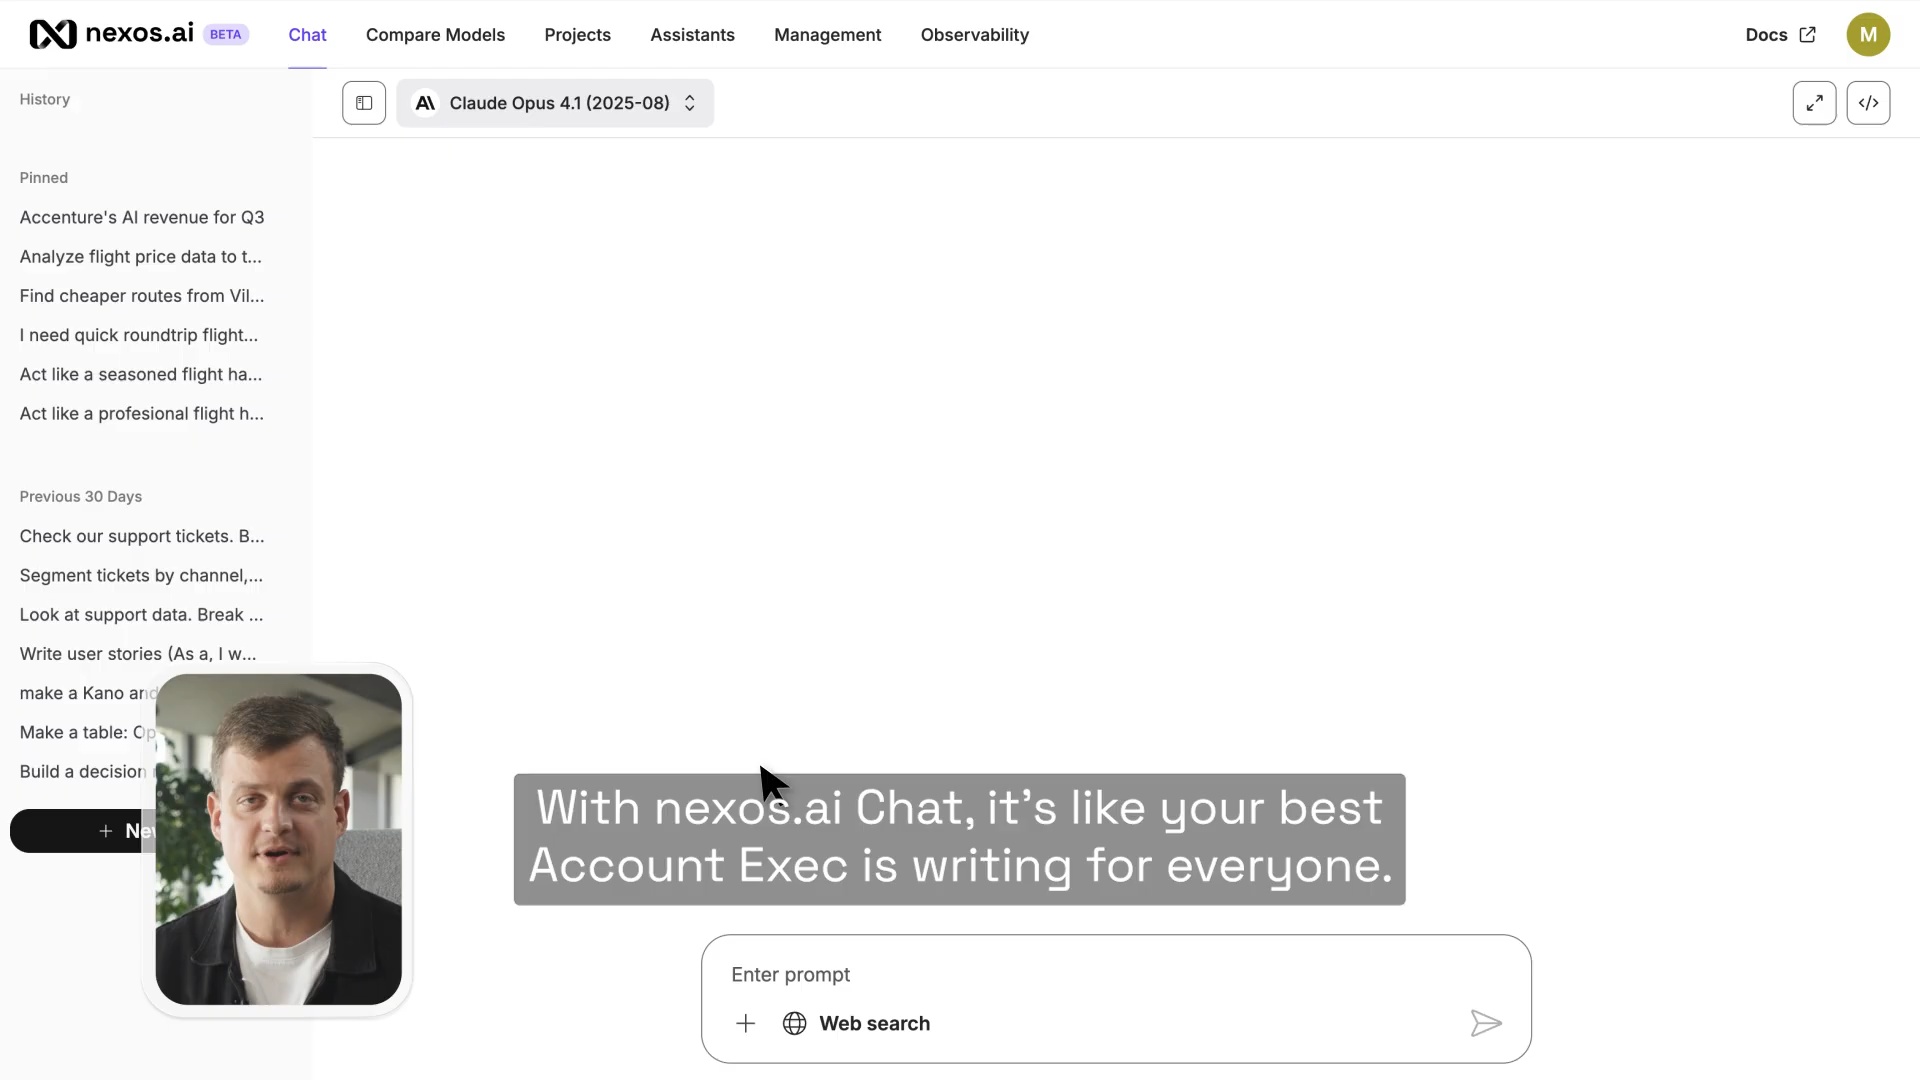 nexos.ai BETA
Chat
Compare Models
Projects
Assistants
Management
Observability
Docs
M
History
Claude Opus 4.1 (2025-08)
Pinned
Accenture's AI revenue for Q3
Analyze flight price data to t...
Find cheaper routes from Vil...
I need quick roundtrip flight...
Act like a seasoned flight ha...
Act like a profesional flight h...
Previous 30 Days
Check our support tickets. B...
Segment tickets by channel,...
Look at support data. Break ...
Write user stories (As a, I w...
make a Kano and
Make a table: Op
Build a decision
+ New
With nexos.ai Chat, it's like your best
Account Exec is writing for everyone.
Enter prompt
Web search